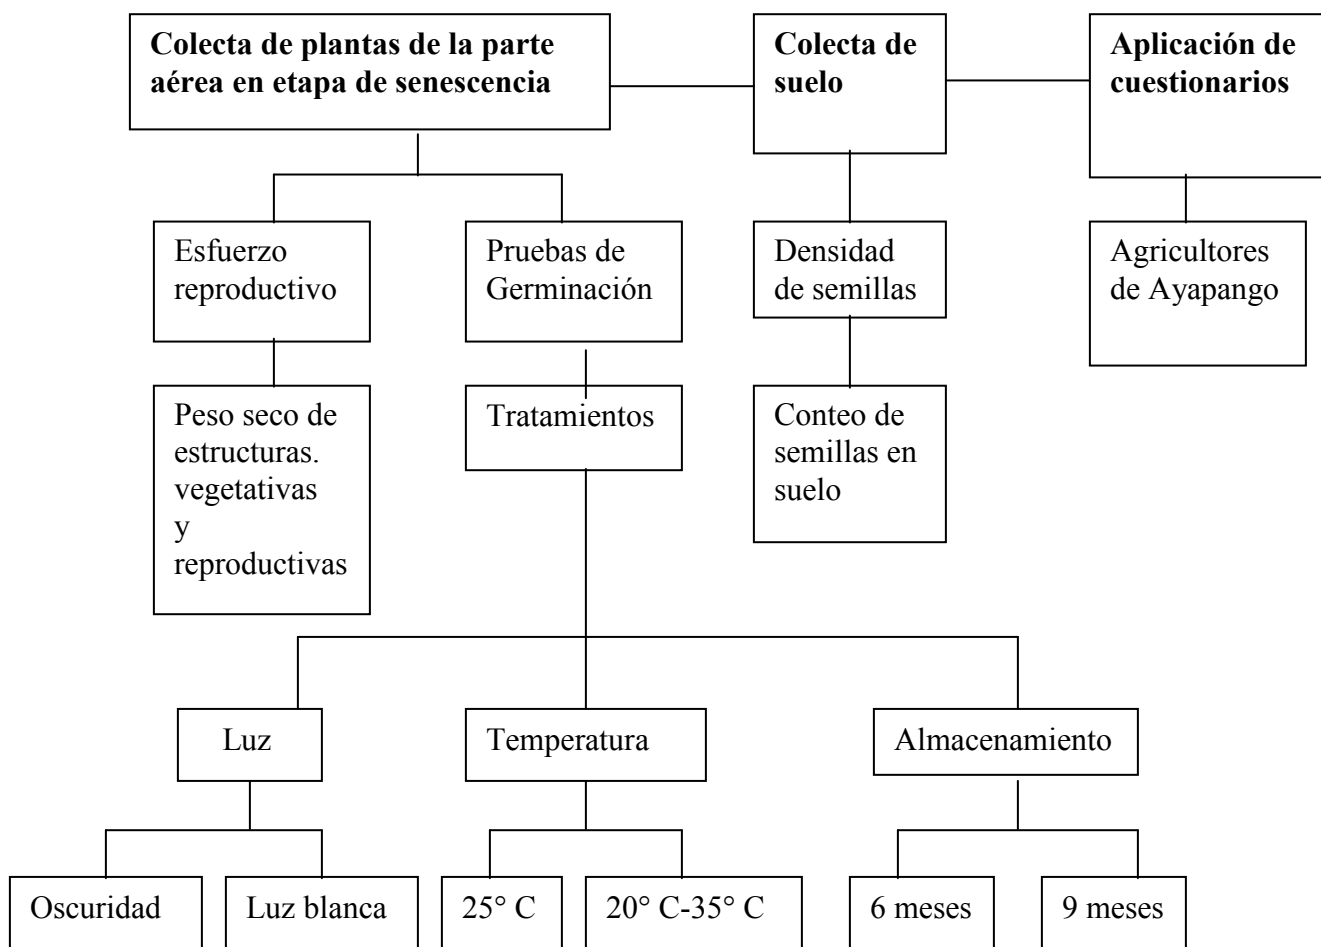 Colecta de plantas de la parte
aérea en etapa de senescencia
Colecta de
suelo
Aplicación de
cuestionarios
Esfuerzo
reproductivo
Pruebas de
Germinación
Densidad
de semillas
Agricultores
de Ayapango
Peso seco de
estructuras.
vegetativas
y
reproductivas
Tratamientos
Conteo de
semillas en
suelo
Luz
Temperatura
Almacenamiento
Oscuridad
Luz blanca
25° C
20° C-35° C
6 meses
9 meses